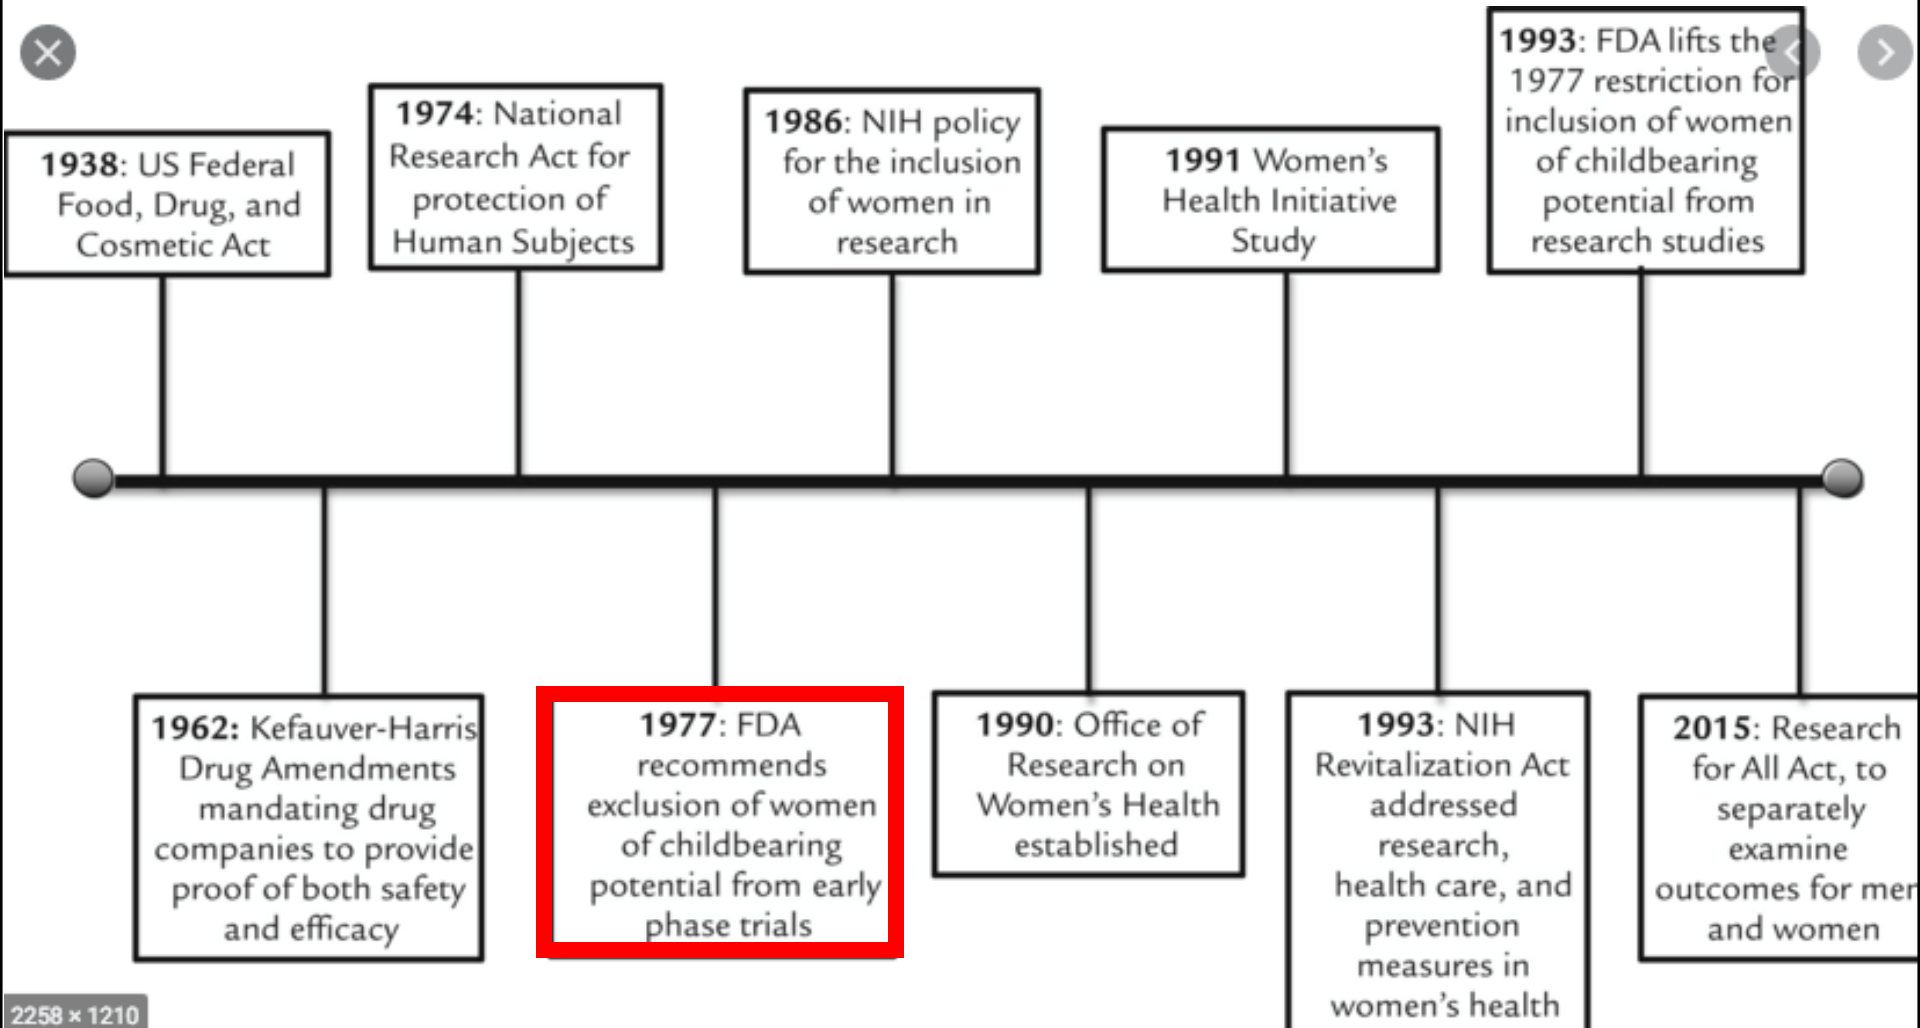 1938: US Federal
Food, Drug, and
Cosmetic Act
1974: National
Research Act for
protection of
Human Subjects
1986: NIH policy
for the inclusion
of women in
research
1991 Women's
Health Initiative
Study
1993: FDA lifts the
1977 restriction for
inclusion of women
of childbearing
potential from
research studies
1962: Kefauver-Harris
Drug Amendments
mandating drug
companies to provide
proof of both safety
and efficacy
1977: FDA
recommends
exclusion of women
of childbearing
potential from early
phase trials
1990: Office of
Research on
Women's Health
established
1993: NIH
Revitalization Act
addressed
research,
health care, and
prevention
measures in
women's health
2015: Research
for All Act, to
separately
examine
outcomes for men
and women
2258 × 1210